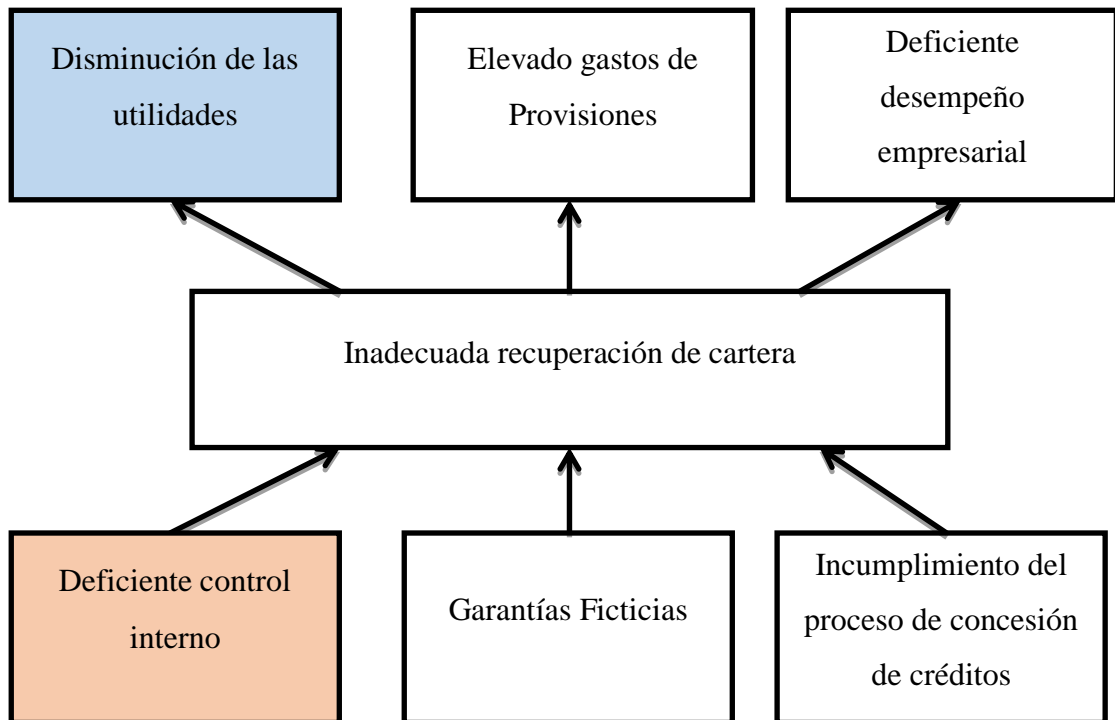 Disminución de las
utilidades
Elevado gastos de
Provisiones
Deficiente
desempeño
empresarial
Inadecuada recuperación de cartera
Deficiente control
interno
Garantías Ficticias
Incumplimiento del
proceso de concesión
de créditos